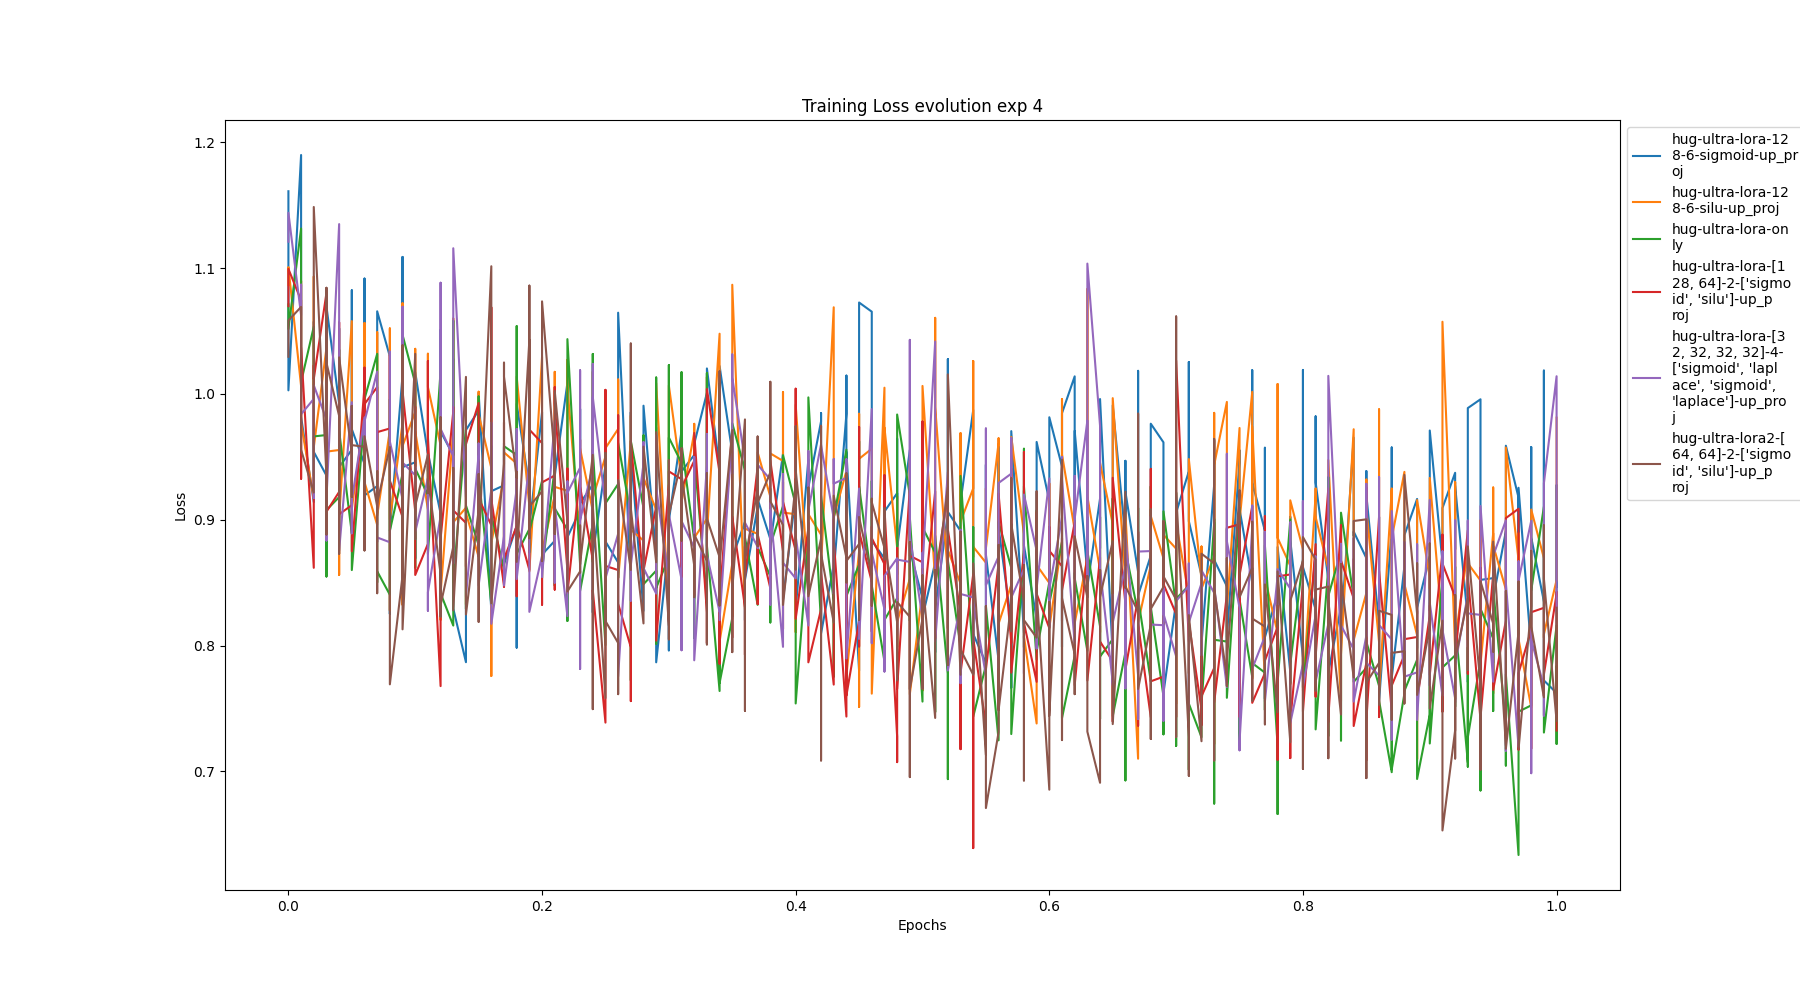 Training Loss evolution exp 4
1.2
1.1
1.0
0.9
0.8
0.7
Loss
0.0
0.2
0.4
0.6
0.8
1.0
Epochs
hug-ultra-lora-12
8-6-sigmoid-up_pr
oj
hug-ultra-lora-12
8-6-silu-up_proj
hug-ultra-lora-on
ly
hug-ultra-lora-[1
28, 64]-2-['sigmo
id', 'silu']-up_p
roj
hug-ultra-lora-[3
2, 32, 32, 32]-4-
['sigmoid', 'lapl
ace', 'sigmoid',
'laplace']-up_pro
j
hug-ultra-lora2-[
64, 64]-2-['sigmo
id', 'silu']-up_p
roj